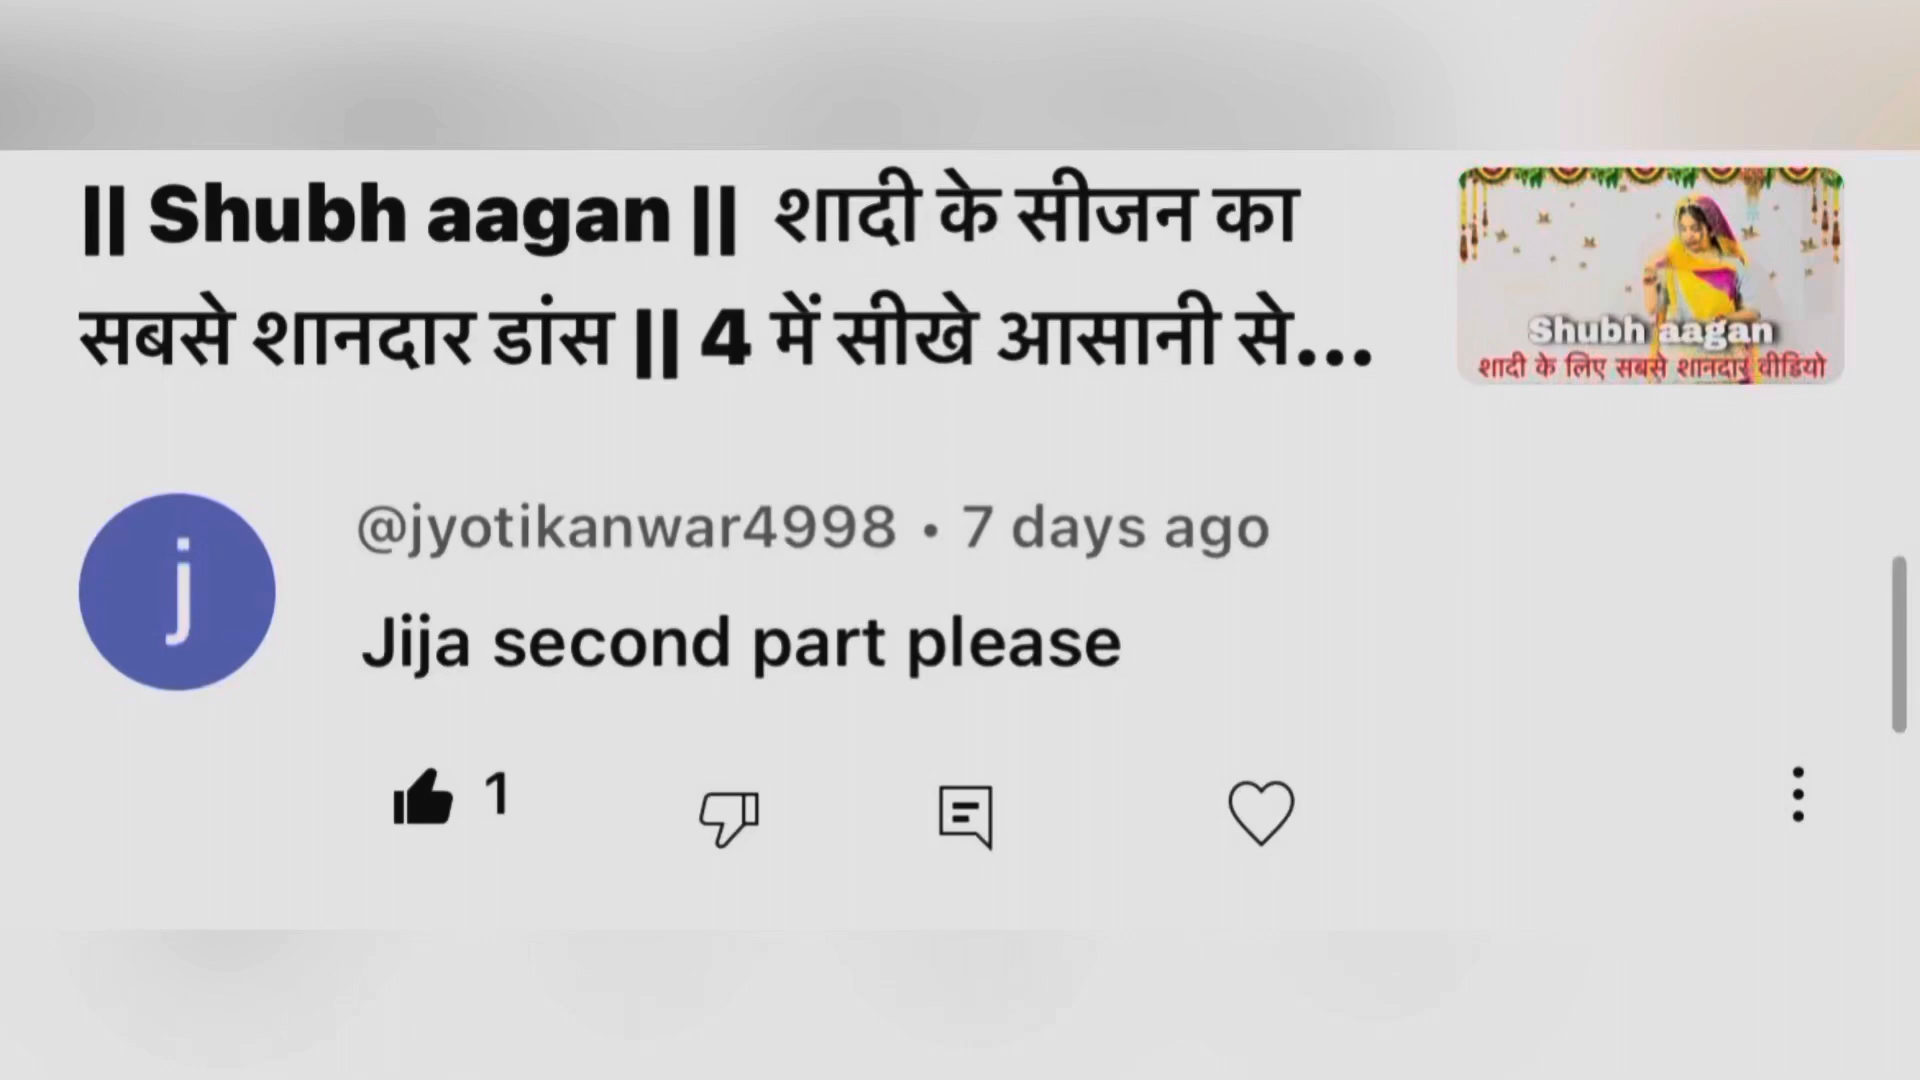 || Shubh aagan || शादी के सीजन का
सबसे शानदार डांस || 4 में सीखे आसानी से...
Shubh aagan
शादी के लिए सबसे शानदार वीडियो
j
@jyotikanwar4998 • 7 days ago
Jija second part please
1